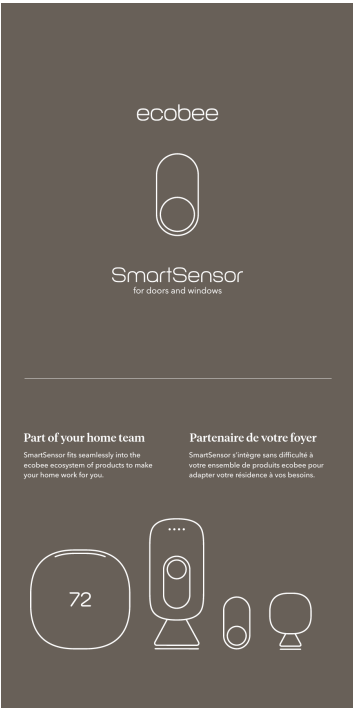 ecobee
SmartSensor
for doors and windows
Part of your home team
SmartSensor fits seamlessly into the
ecobee ecosystem of products to make
your home work for you.
Partenaire de votre foyer
SmartSensor s'intègre sans difficulté à
votre ensemble de produits ecobee pour
adapter votre résidence à vos besoins.
72